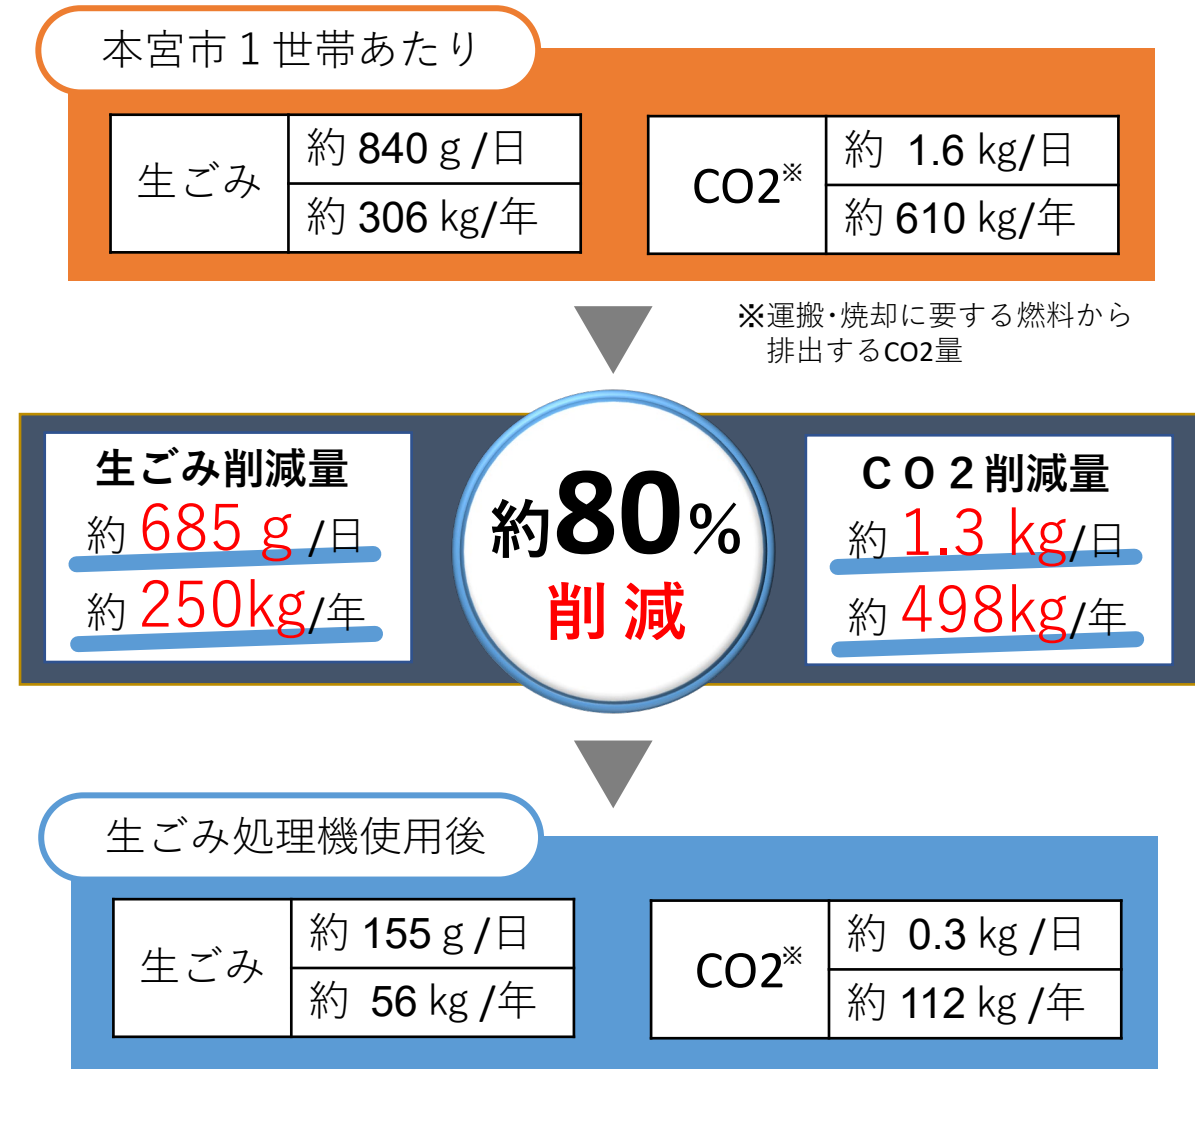 本宮市１世帯あたり
生ごみ
約 840 g /日
約 306 kg/年
CO2※
約 1.6 kg/日
約 610 kg/年
※運搬・焼却に要する燃料から
排出するCO2量
生ごみ削減量
約 685 g /日
約 250kg/年
約80%
削 減
ＣＯ２削減量
約 1.3 kg/日
約 498kg/年
生ごみ処理機使用後
生ごみ
約 155 g /日
約 56 kg /年
CO2※
約 0.3 kg /日
約 112 kg /年